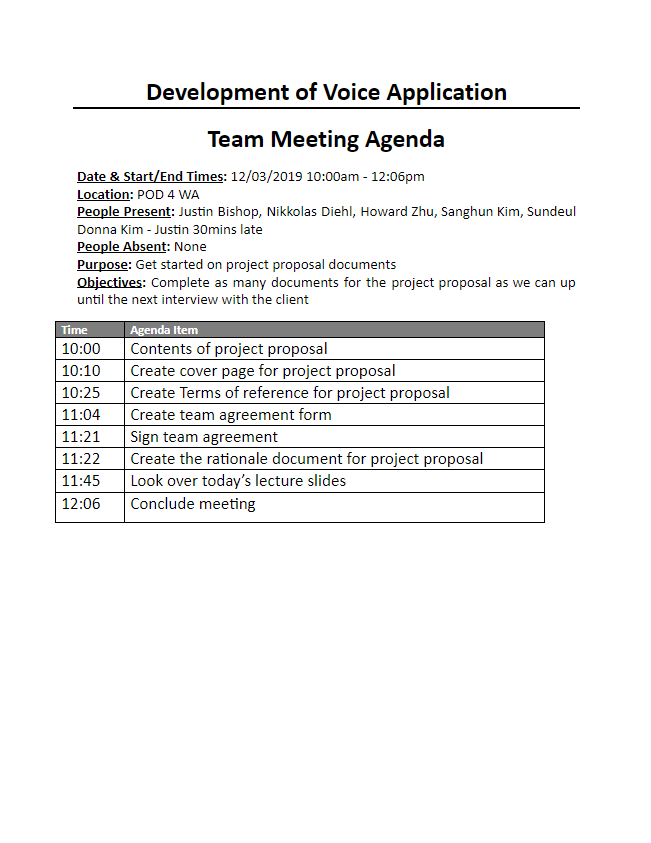 Development of Voice Application
Team Meeting Agenda
Date & Start/End Times: 12/03/2019 10:00am - 12:06pm
Location: POD 4 WA
People Present: Justin Bishop, Nikkolas Diehl, Howard Zhu, Sanghun Kim, Sundeul
Donna Kim - Justin 30mins late
People Absent: None
Purpose: Get started on project proposal documents
Objectives: Complete as many documents for the project proposal as we can up
until the next interview with the client
Time Agenda Item
10:00 Contents of project proposal
10:10 Create cover page for project proposal
10:25 Create Terms of reference for project proposal
11:04 Create team agreement form
11:21 Sign team agreement
11:22 Create the rationale document for project proposal
11:45 Look over today’s lecture slides
12:06 Conclude meeting